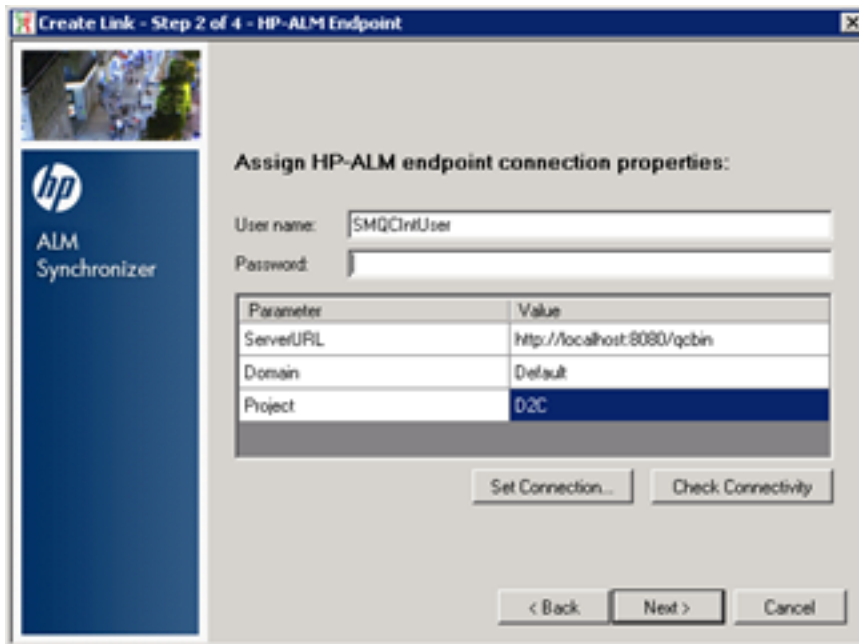 Create Link - Step 2 of 4 - HP-ALM Endpoint
hp
ALM
Synchronizer
Assign HP-ALM endpoint connection properties:
User name: SMQCIntUser
Password:
Parameter Value
ServerURL http://localhost:8080/qcbin
Domain Default
Project D2C
Set Connection... Check Connectivity
< Back Next > Cancel